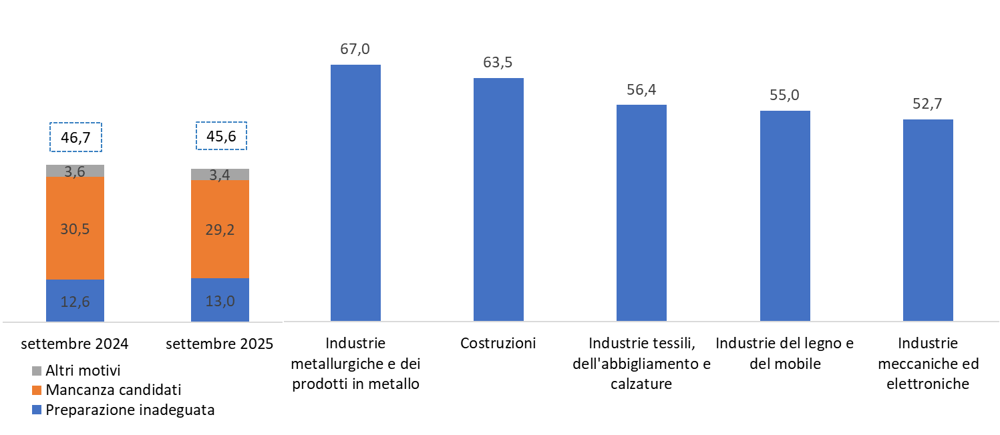 67,0
63,5
56,4
55,0
52,7
46,7
45,6
3,6
3,4
30,5
29,2
12,6
13,0
settembre 2024
settembre 2025
Altri motivi
Mancanza candidati
Preparazione inadeguata
Industrie
metallurgiche e dei
prodotti in metallo
Costruzioni
Industrie tessili,
dell'abbigliamento e
calzature
Industrie del legno e
del mobile
Industrie
meccaniche ed
elettroniche